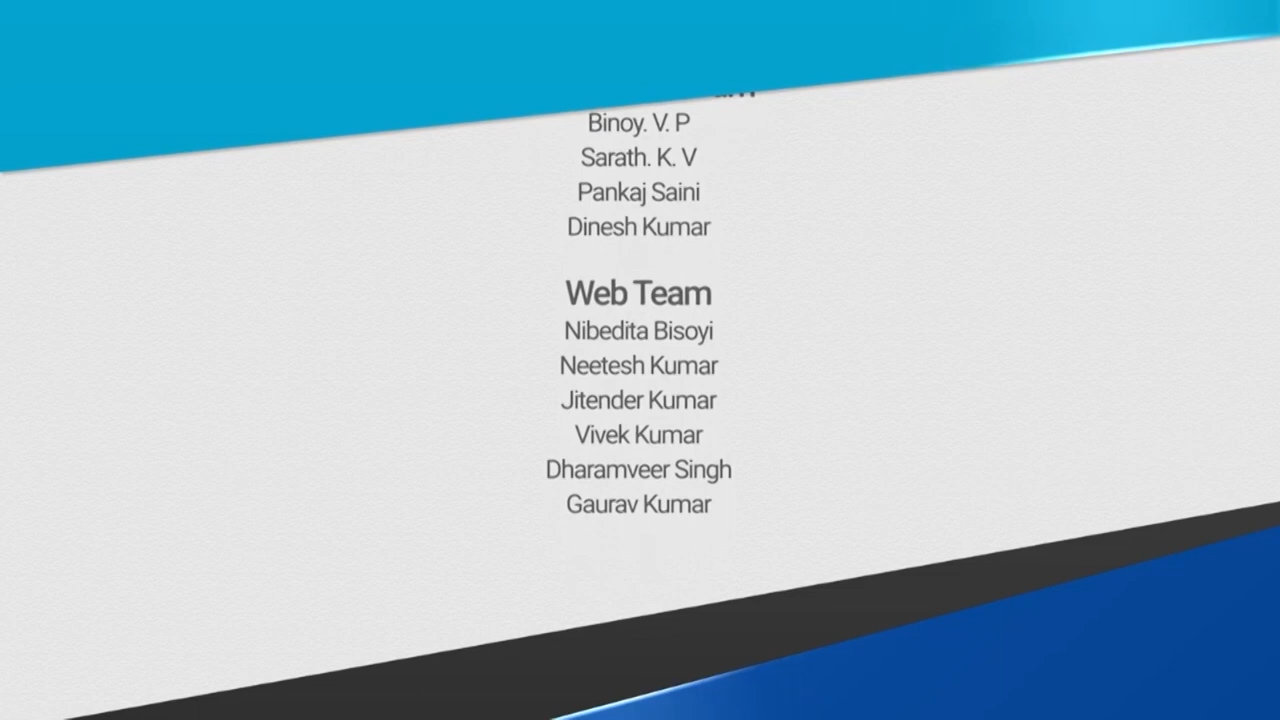 Binoy. V. P
Sarath. K. V
Pankaj Saini
Dinesh Kumar
Web Team
Nibedita Bisoyi
Neetesh Kumar
Jitender Kumar
Vivek Kumar
Dharamveer Singh
Gaurav Kumar